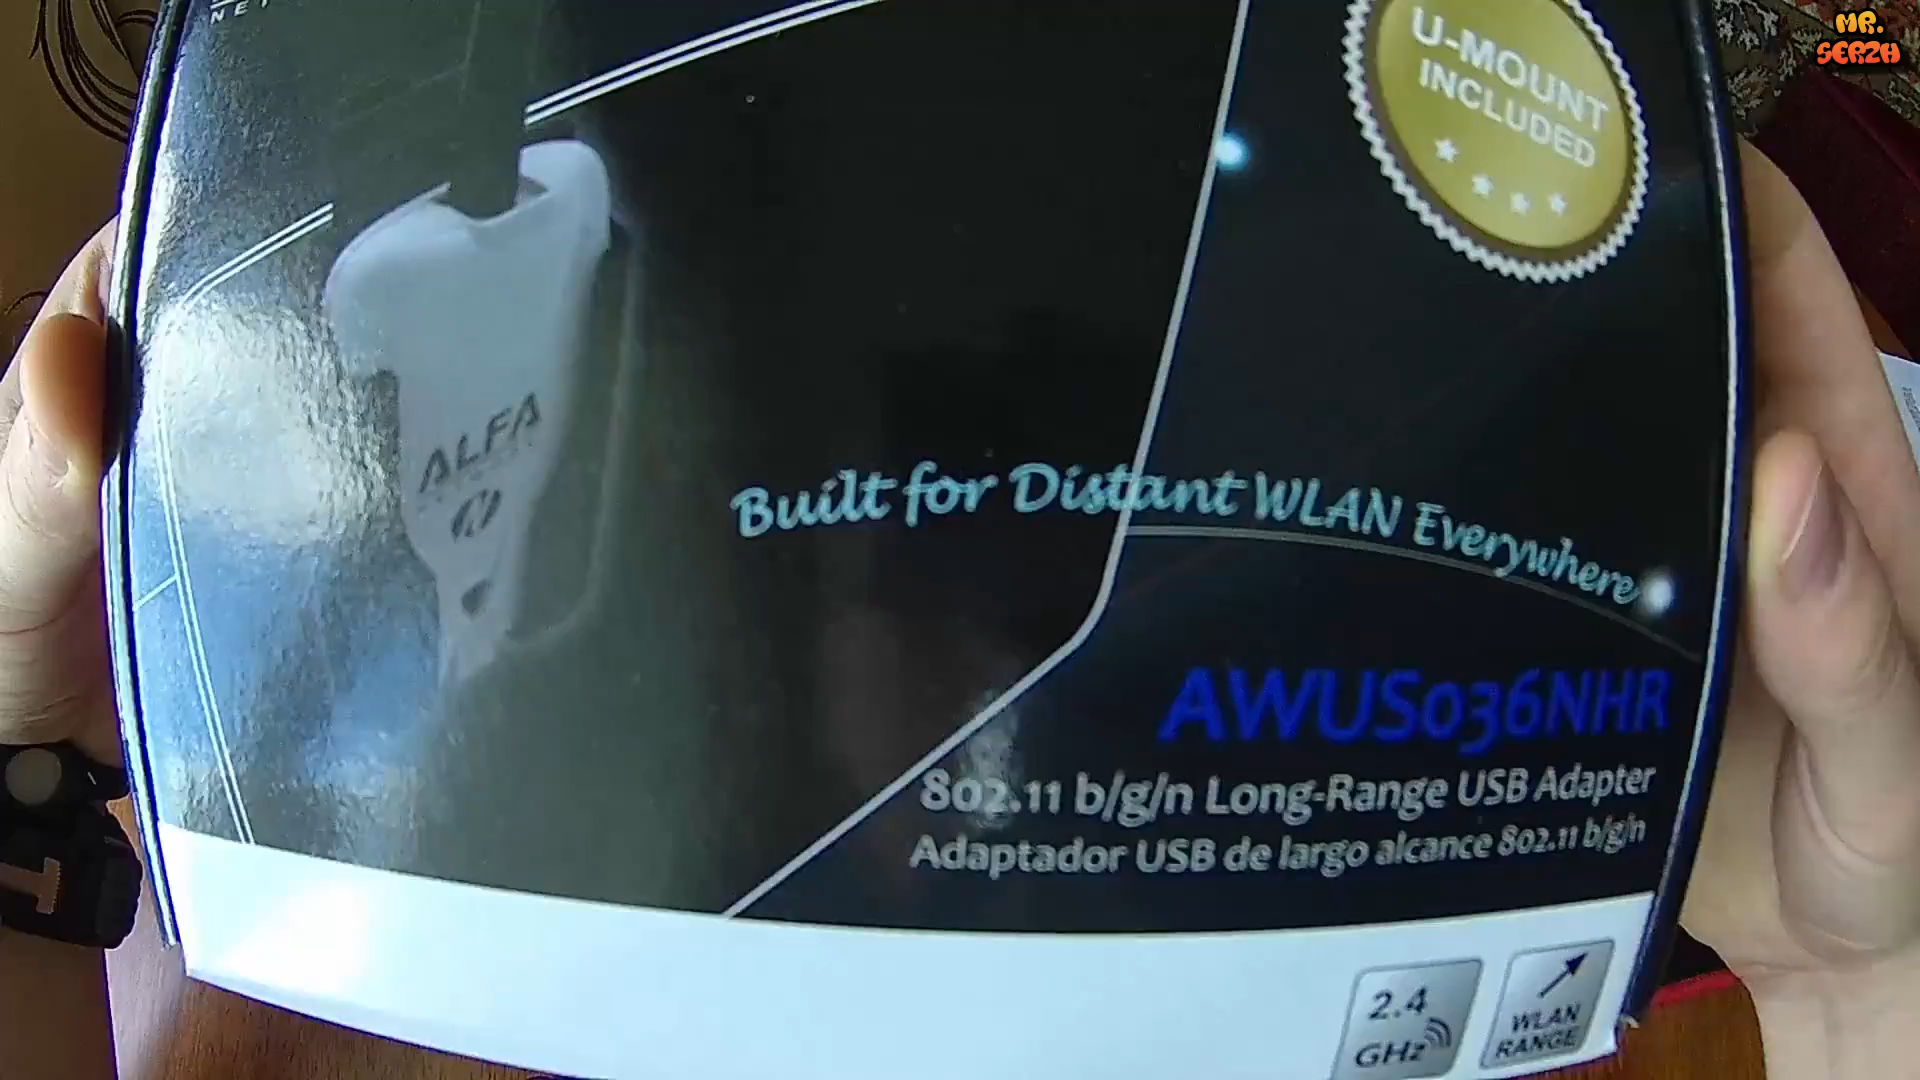 MR.
SERZH
U-MOUNT
INCLUDED
ALFA
Built for Distant WLAN Everywhere
AWUS036NHR
802.11 b/g/n Long-Range USB Adapter
Adaptador USB de largo alcance 802.11 b/g/n
2.4
GHz
WLAN
RANGE